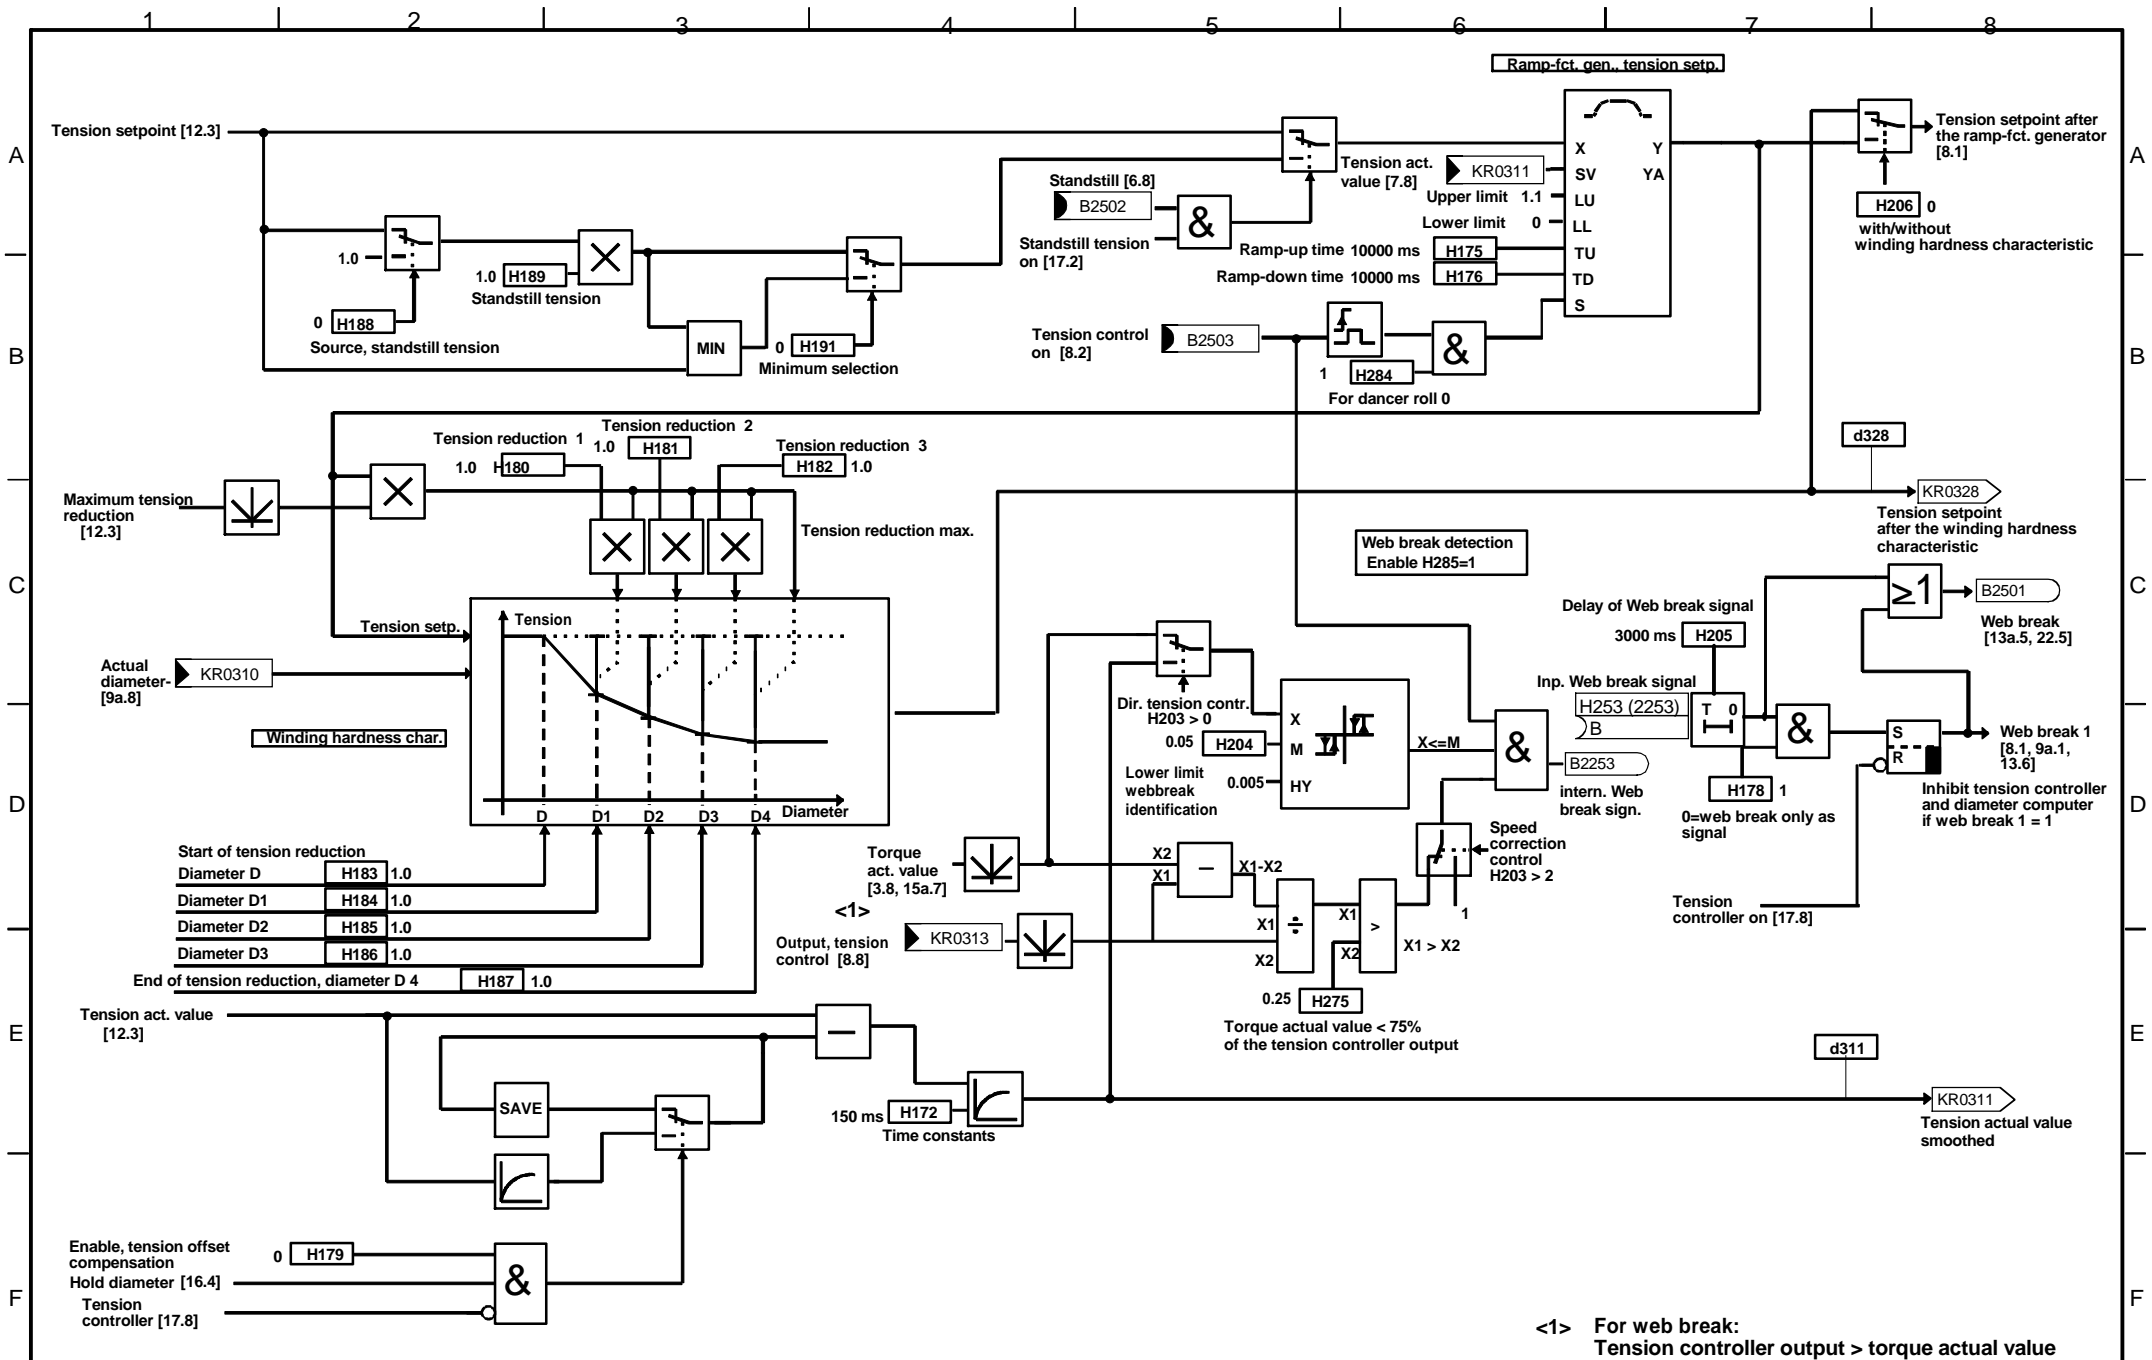 1 2 3 4 5 6 7 8
Ramp-fct. gen., tension setp.
A
Tension setpoint [12.3]
Tension act.
value [7.8]
KR0311
X
SV
LU
LL
TU
TD
S
Y
YA
Tension setpoint after
the ramp-fct. generator
[8.1]
A
Standstill [6.8]
B2502
&
Standstill tension
on [17.2]
Upper limit 1.1
Lower limit 0
Ramp-up time 10000 ms H175
Ramp-down time 10000 ms H176
H206 0
with/without
winding hardness characteristic
1.0
1.0 H189
Standstill tension
0 H188
Source, standstill tension
B
MIN
0 H191
Minimum selection
Tension control
on [8.2]
B2503
&
1 H284
For dancer roll 0
B
Tension reduction 1
1.0 H180
Tension reduction 2
1.0 H181
Tension reduction 3
H182 1.0
d328
Maximum tension
reduction
[12.3]
Tension reduction max.
KR0328
Tension setpoint
after the winding hardness
characteristic
Web break detection
Enable H285=1
C
Tension setp.
Tension
Actual
diameter-
[9a.8]
KR0310
Winding hardness char.
D D1 D2 D3 D4
Diameter
Delay of Web break signal
3000 ms H205
≥1
B2501
Web break
[13a.5, 22.5]
C
Inp. Web break signal
H253 (2253)
B
T 0
&
S
R
Web break 1
[8.1, 9a.1,
13.6]
Inhibit tension controller
and diameter computer
if web break 1 = 1
H178 1
0=web break only as
signal
Tension
controller on [17.8]
D
Dir. tension contr.
H203 > 0
0.05 H204
Lower limit
webbreak
identification
0.005
X
M
HY
X<=M
&
B2253
intern. Web
break sign.
Speed
correction
control
H203 > 2
1
D
Start of tension reduction
Diameter D H183 1.0
Diameter D1 H184 1.0
Diameter D2 H185 1.0
Diameter D3 H186 1.0
End of tension reduction, diameter D 4 H187 1.0
Torque
act. value
[3.8, 15a.7]
X2
X1
X1-X2
<1>
Output, tension
control [8.8]
KR0313
X1
÷
X2
X1
>
X2
X1 > X2
0.25 H275
Torque actual value < 75%
of the tension controller output
E
Tension act. value
[12.3]
SAVE
150 ms H172
Time constants
d311
KR0311
Tension actual value
smoothed
E
Enable, tension offset
compensation
0 H179
Hold diameter [16.4]
Tension
controller [17.8]
&
F
F
<1> For web break:
Tension controller output > torque actual value